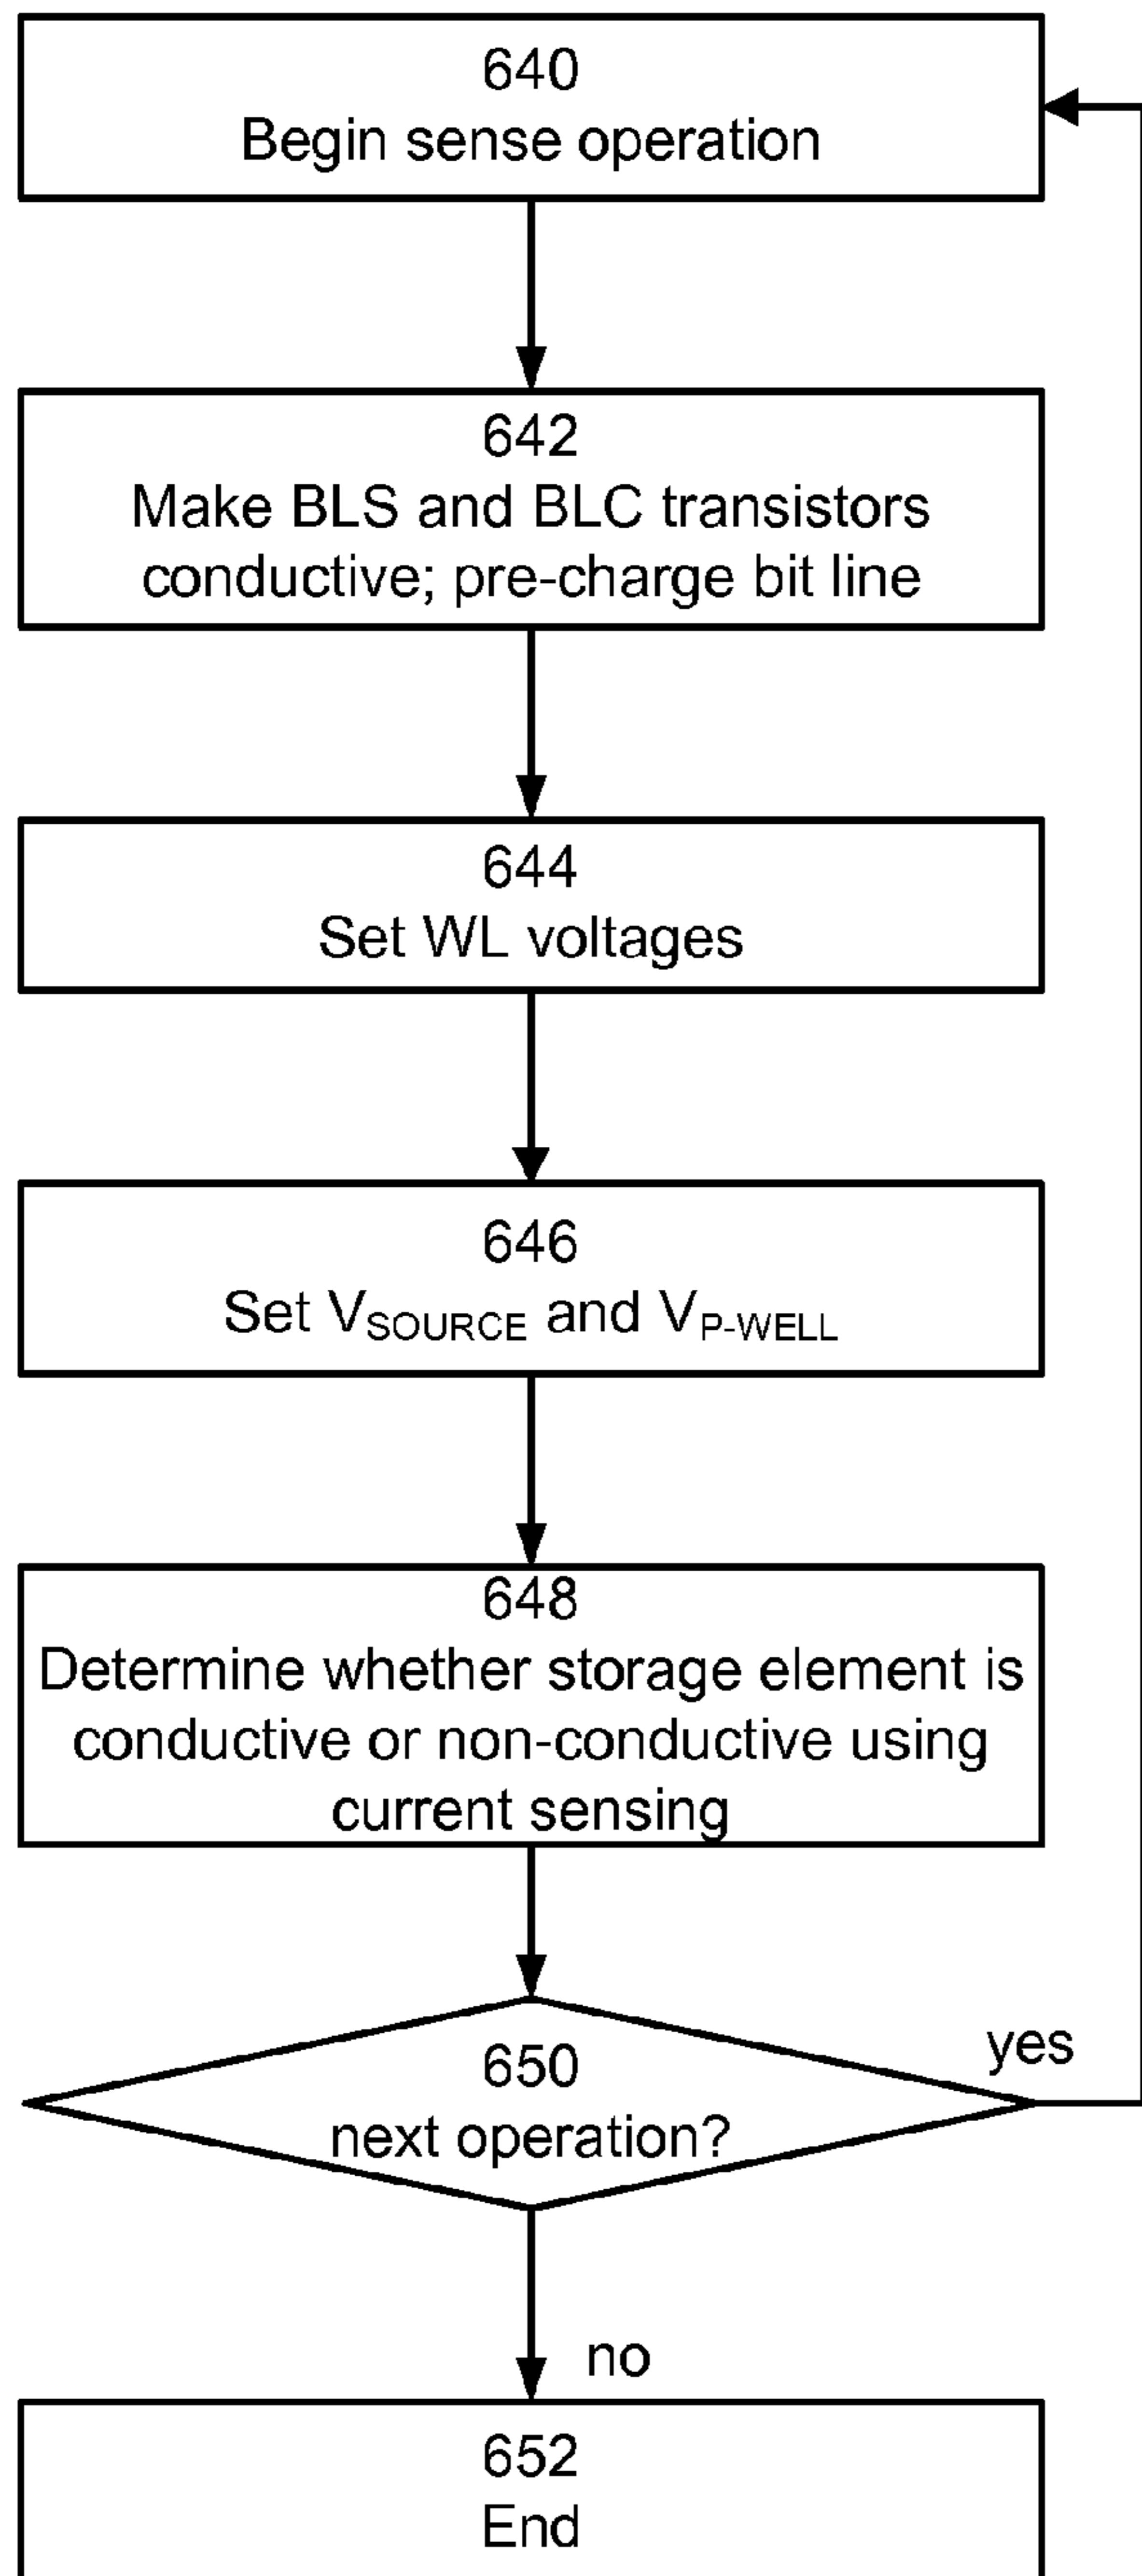 640
Begin sense operation
642
Make BLS and BLC transistors
conductive; pre-charge bit line
644
Set WL voltages
646
Set VSOURCE and VP-WELL
648
Determine whether storage element is
conductive or non-conductive using
current sensing
650
next operation?
yes
no
652
End